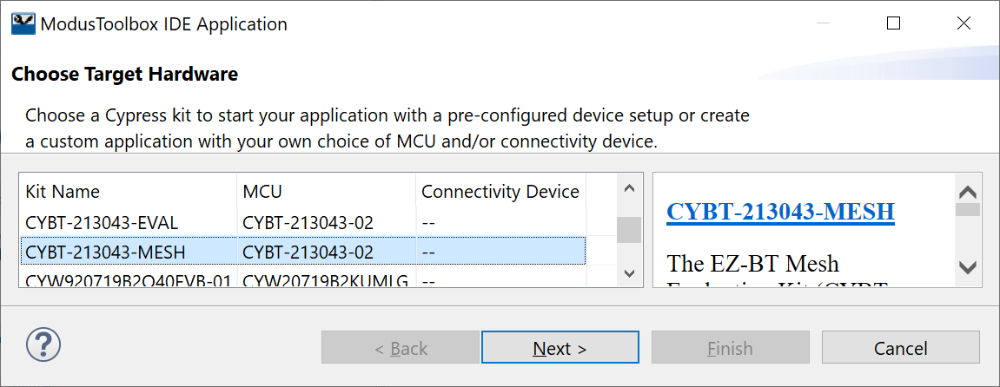 ModusToolbox IDE Application
Choose Target Hardware
Choose a Cypress kit to start your application with a pre-configured device setup or create
a custom application with your own choice of MCU and/or connectivity device.
Kit Name MCU Connectivity Device
CYBT-213043-EVAL CYBT-213043-02 --
CYBT-213043-MESH CYBT-213043-02 --
CYW920719B2Q40EVB-01 CYW20719B2KUMLG --
CYBT-213043-MESH
The EZ-BT Mesh
Evaluation Kit (CYBT-
?
< Back Next > Finish Cancel